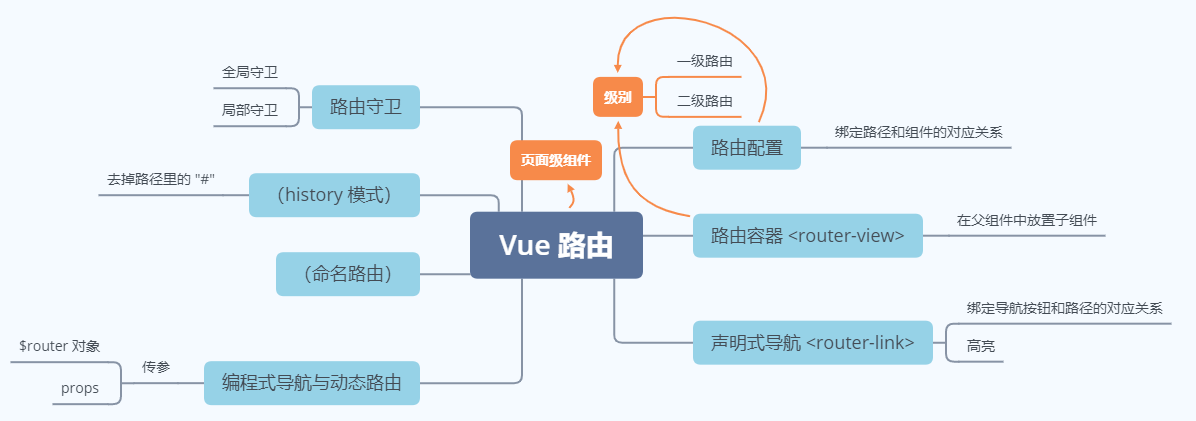 Vue 路由
页面级组件
路由守卫
全局守卫
局部守卫
（history 模式）
去掉路径里的 "#"
（命名路由）
编程式导航与动态路由
传参
$router 对象
props
级别
一级路由
二级路由
路由配置
绑定路径和组件的对应关系
路由容器 <router-view>
在父组件中放置子组件
声明式导航 <router-link>
绑定导航按钮和路径的对应关系
高亮